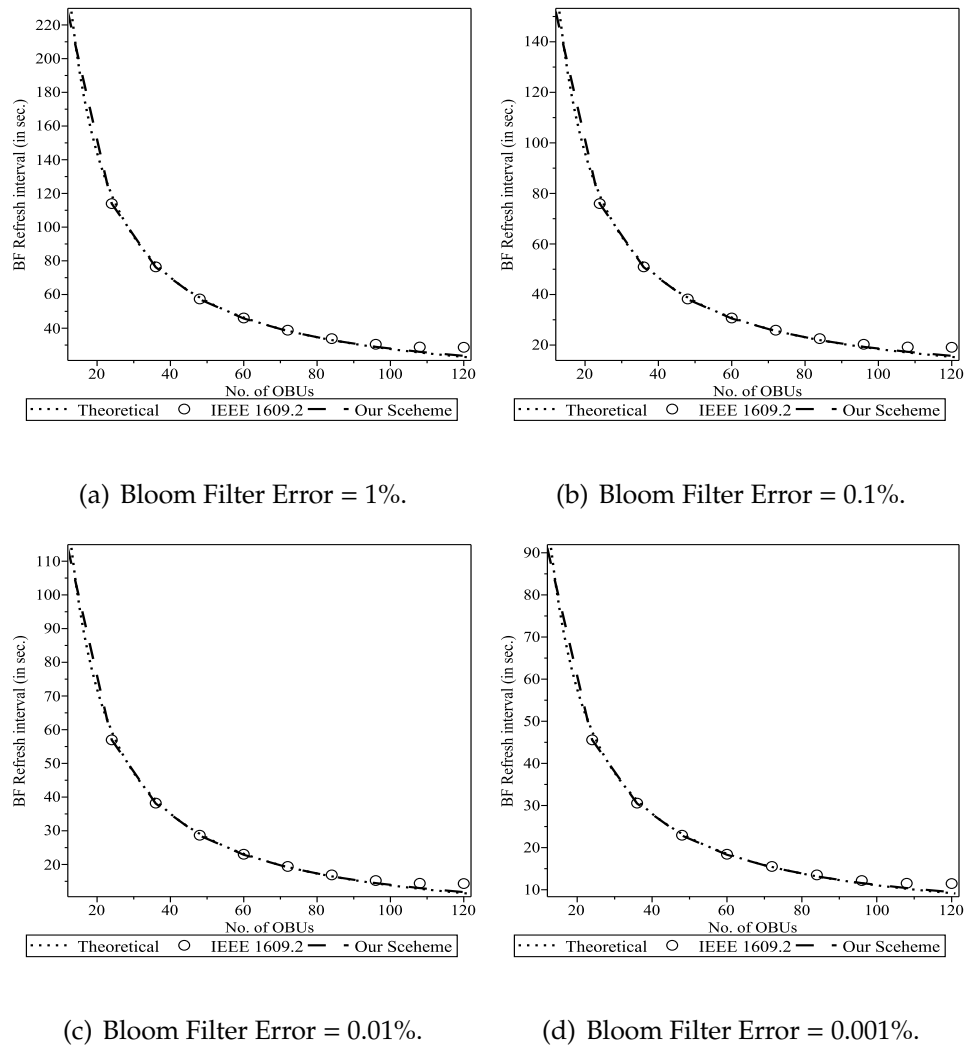 220
200
180
160
140
120
100
80
60
40
BF Refresh interval (in sec.)
20 40 60 80 100 120
No. of OBUs
Theoretical IEEE 1609.2 Our Sceheme
(a) Bloom Filter Error = 1%.
140
120
100
80
60
40
20
BF Refresh interval (in sec.)
20 40 60 80 100 120
No. of OBUs
Theoretical IEEE 1609.2 Our Sceheme
(b) Bloom Filter Error = 0.1%.
110
100
90
80
70
60
50
40
30
20
BF Refresh interval (in sec.)
20 40 60 80 100 120
No. of OBUs
Theoretical IEEE 1609.2 Our Sceheme
(c) Bloom Filter Error = 0.01%.
90
80
70
60
50
40
30
20
10
BF Refresh interval (in sec.)
20 40 60 80 100 120
No. of OBUs
Theoretical IEEE 1609.2 Our Sceheme
(d) Bloom Filter Error = 0.001%.